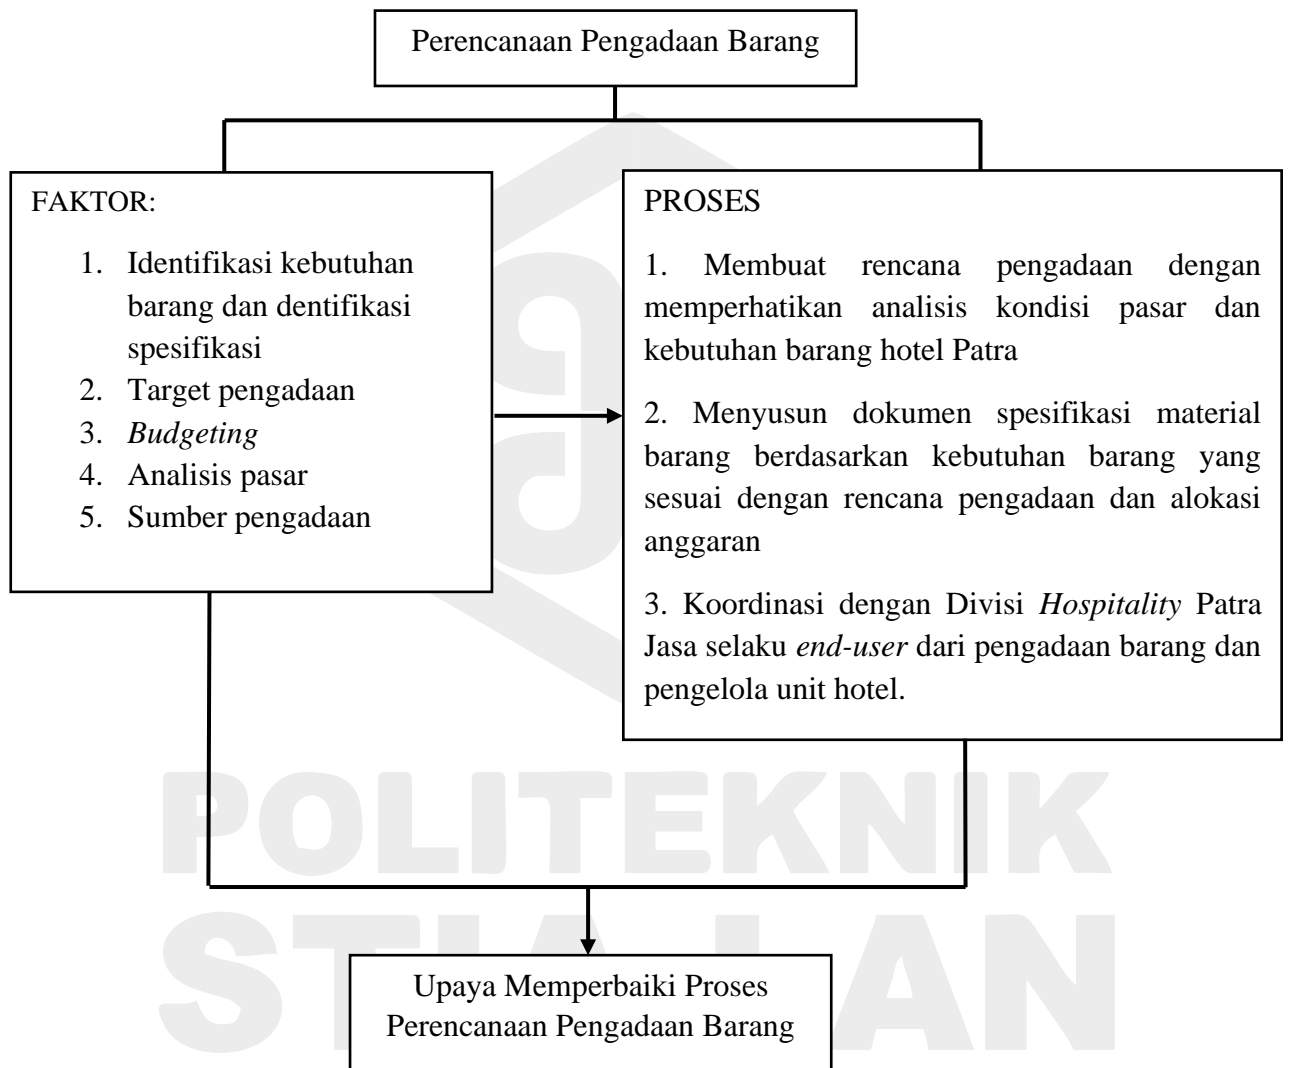 Perencanaan Pengadaan Barang
FAKTOR:
1. Identifikasi kebutuhan
barang dan dentifikasi
spesifikasi
2. Target pengadaan
3. Budgeting
4. Analisis pasar
5. Sumber pengadaan
PROSES
1. Membuat rencana pengadaan dengan
memperhatikan analisis kondisi pasar dan
kebutuhan barang hotel Patra
2. Menyusun dokumen spesifikasi material
barang berdasarkan kebutuhan barang yang
sesuai dengan rencana pengadaan dan alokasi
anggaran
3. Koordinasi dengan Divisi Hospitality Patra
Jasa selaku end-user dari pengadaan barang dan
pengelola unit hotel.
POLITEKNIK
STIA LAN
Upaya Memperbaiki Proses
Perencanaan Pengadaan Barang